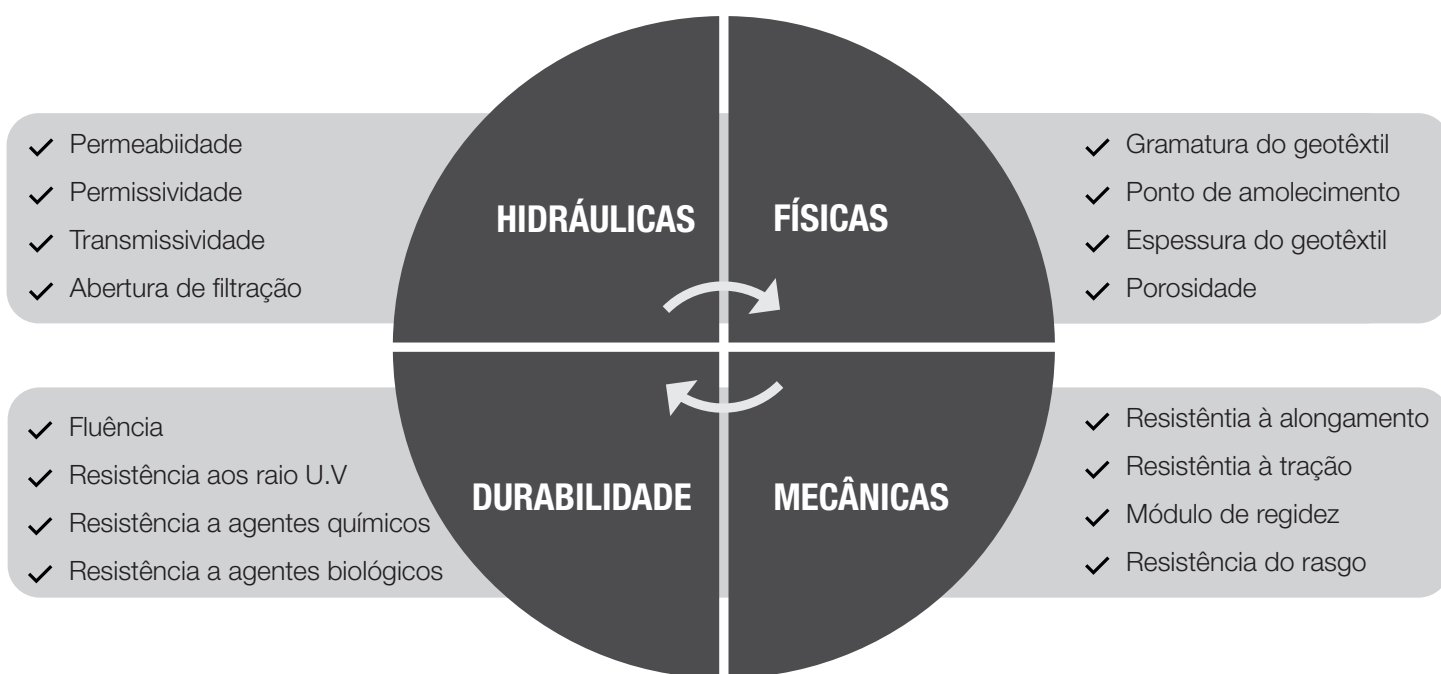 Permeabiidade
Permissividade
Transmissividade
Abertura de filtração
HIDRÁULICAS
FÍSICAS
Gramatura do geotêxtil
Ponto de amolecimento
Espessura do geotêxtil
Porosidade
Fluência
Resistência aos raio U.V
Resistência a agentes químicos
Resistência a agentes biológicos
DURABILIDADE
MECÂNICAS
Resistêntia à alongamento
Resistêntia à tração
Módulo de regidez
Resistência do rasgo